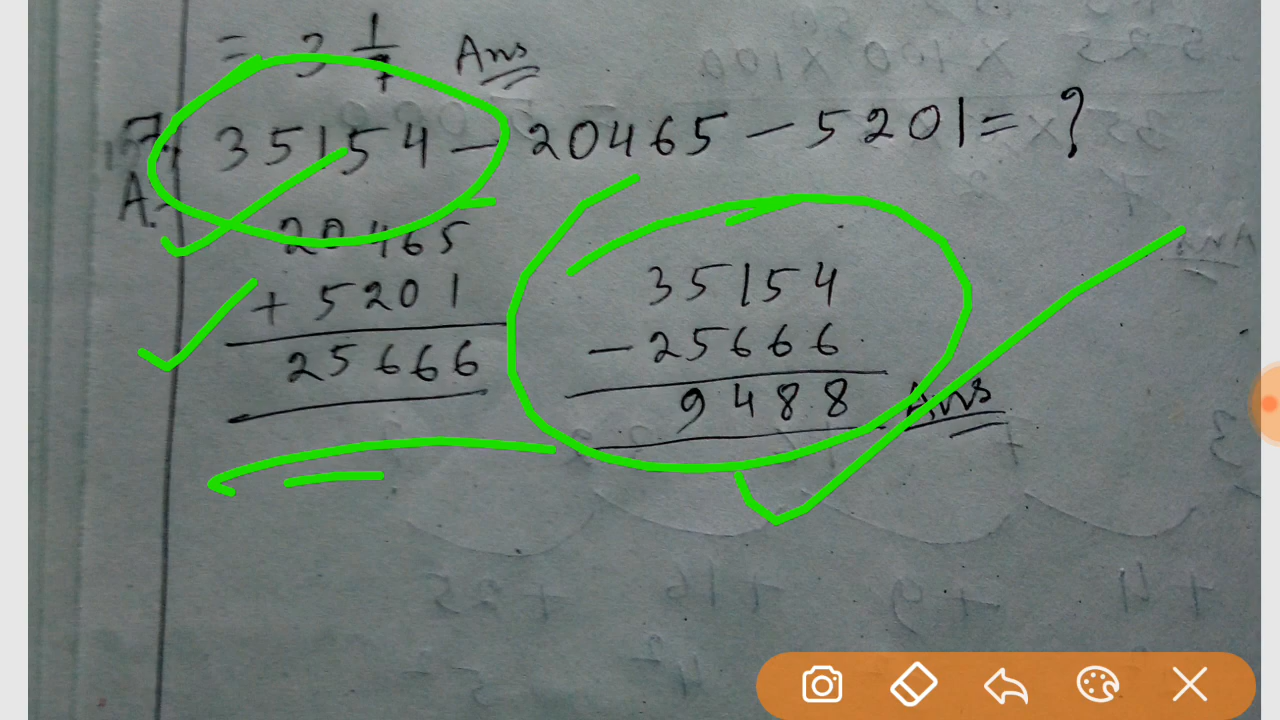 = 3 1/7 Ans
17. 35154 - 20465 - 5201 = ?
A.
20465
+ 5201
25666
35154
- 25666
9488 Ans